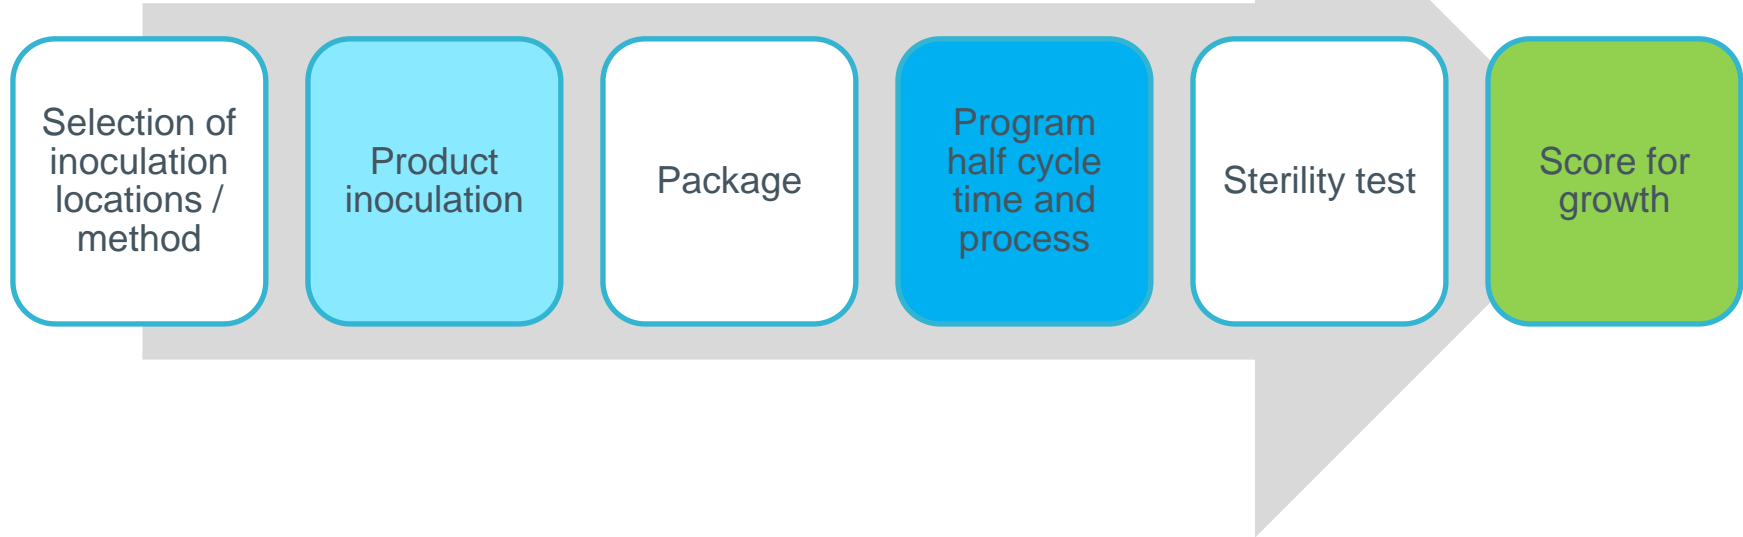 Selection of
inoculation
locations /
method
Product
inoculation
Package
Program
half cycle
time and
process
Sterility test
Score for
growth